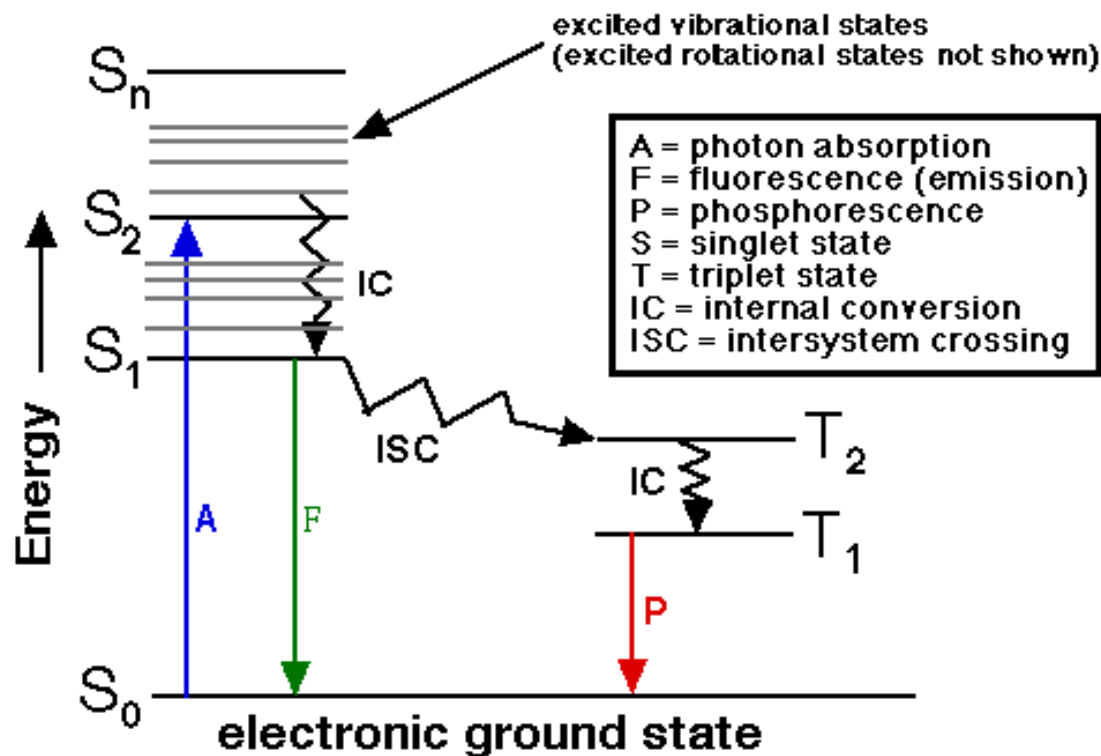 excited vibrational states
(excited rotational states not shown)
Sn
A = photon absorption
F = fluorescence (emission)
P = phosphorescence
S = singlet state
T = triplet state
IC = internal conversion
ISC = intersystem crossing
S2
IC
S1
ISC
T2
IC
Energy
A
F
T1
P
S0
electronic ground state